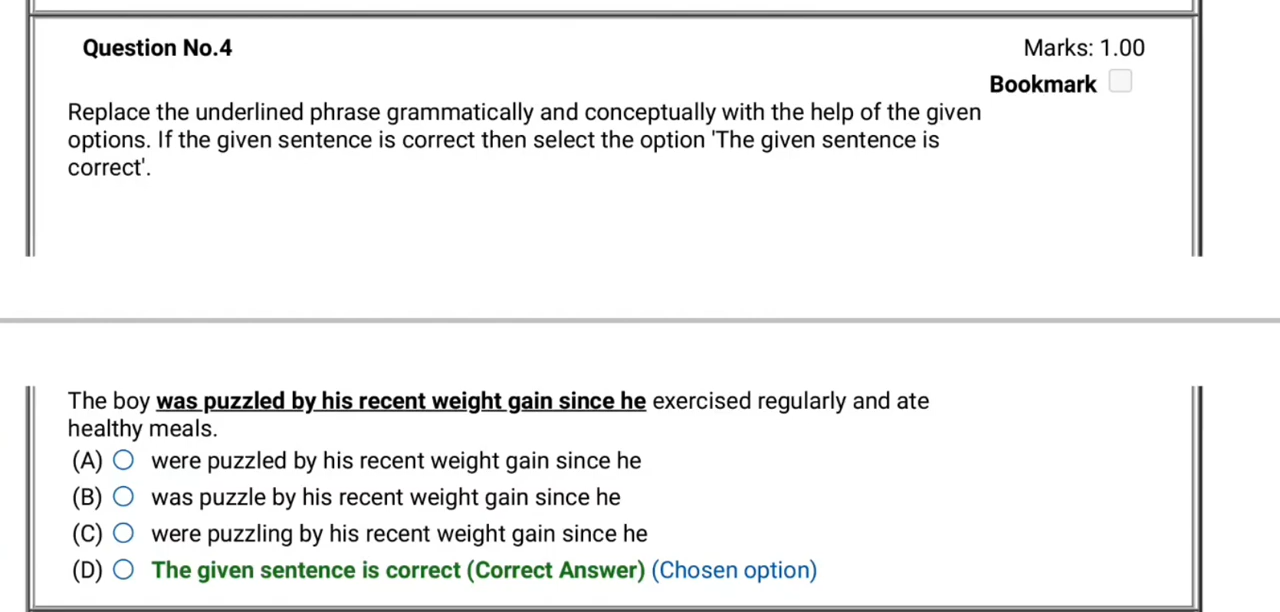 Question No.4
Marks: 1.00
Bookmark
Replace the underlined phrase grammatically and conceptually with the help of the given
options. If the given sentence is correct then select the option 'The given sentence is
correct'.
The boy was puzzled by his recent weight gain since he exercised regularly and ate
healthy meals.
(A) were puzzled by his recent weight gain since he
(B) was puzzle by his recent weight gain since he
(C) were puzzling by his recent weight gain since he
(D) The given sentence is correct (Correct Answer) (Chosen option)